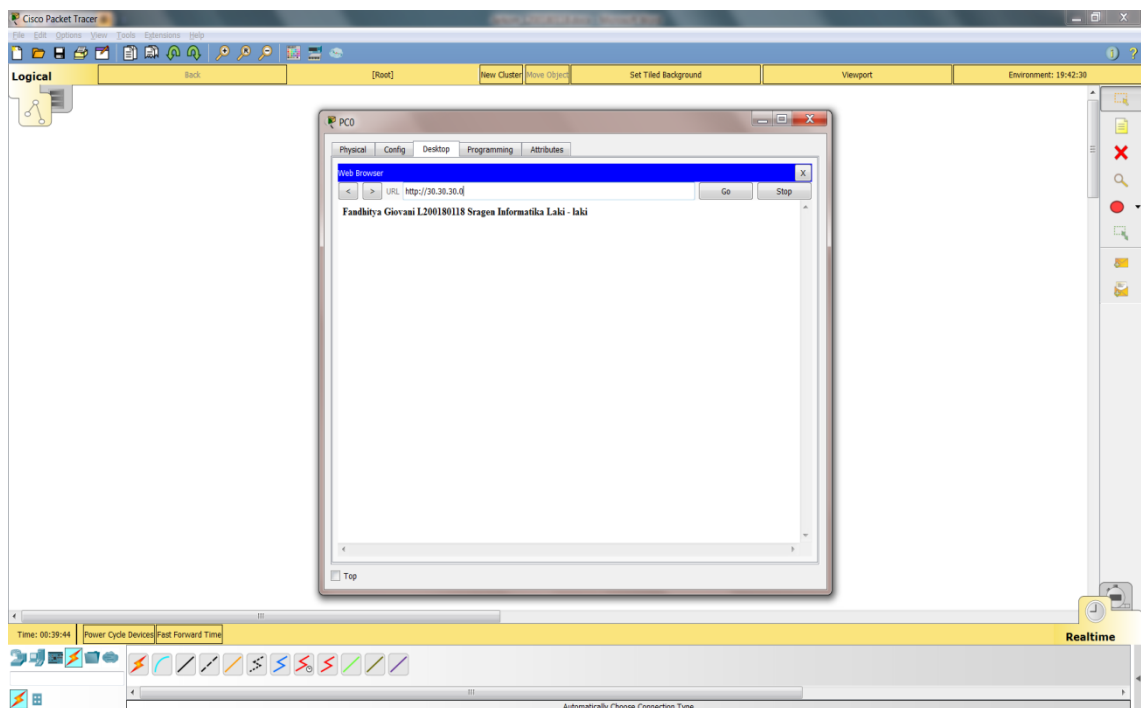 Cisco Packet Tracer
File Edit Options View Tools Extensions Help
Logical
Back
[Root]
New Cluster
Move Object
Set Tiled Background
Viewport
Environment: 19:42:30
PC0
Physical Config Desktop Programming Attributes
Web Browser
X
< > URL http://30.30.30.0 Go Stop
Fandhitya Giovani L200180118 Sragen Informatika Laki - laki
Top
Time: 00:39:44 Power Cycle Devices Fast Forward Time
Realtime
Automatically Choose Connection Type